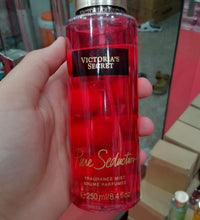 VICTORIA'S
SECRET
Pure Seduction
FRAGRANCE MIST
BRUME PARFUMÉE
℮250 ml/8.4 fl oz